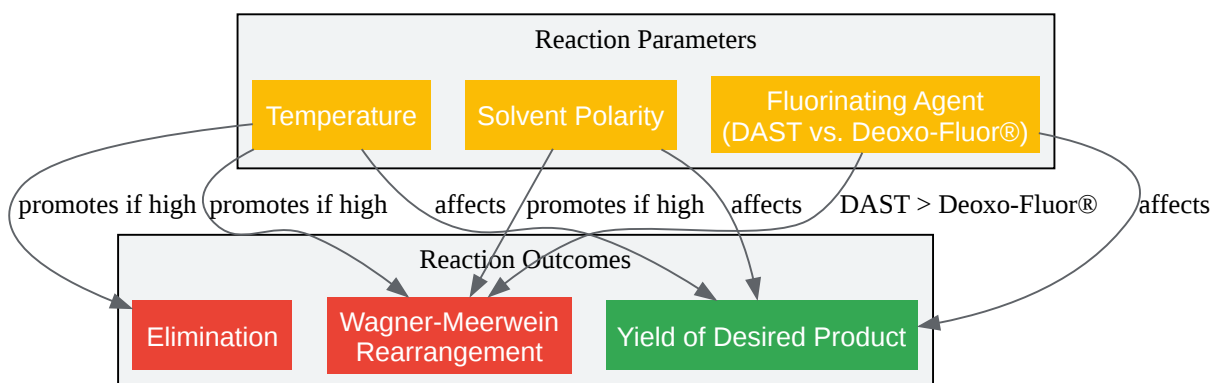 Reaction Parameters
Temperature
Solvent Polarity
Fluorinating Agent
(DAST vs. Deoxo-Fluor®)
promotes if high
promotes if high
affects
promotes if high
affects
DAST > Deoxo-Fluor®
affects
Reaction Outcomes
Elimination
Wagner-Meerwein
Rearrangement
Yield of Desired Product